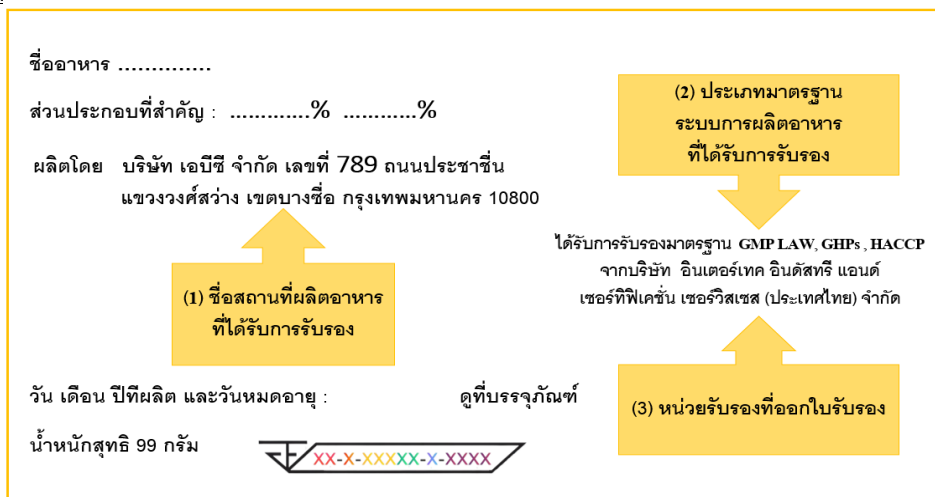 ชื่ออาหาร ..............
ส่วนประกอบที่สำคัญ : .............% ............%
ผลิตโดย บริษัท เอบีซี จำกัด เลขที่ 789 ถนนประชาชื่น
แขวงวงศ์สว่าง เขตบางซื่อ กรุงเทพมหานคร 10800
(1) ชื่อสถานที่ผลิตอาหาร
ที่ได้รับการรับรอง
(2) ประเภทมาตรฐาน
ระบบการผลิตอาหาร
ที่ได้รับการรับรอง
ได้รับการรับรองมาตรฐาน GMP LAW, GHPs , HACCP
จากบริษัท อินเตอร์เทค อินดัสทรี แอนด์
เซอร์ทิฟิเคชั่น เซอร์วิสเซส (ประเทศไทย) จำกัด
(3) หน่วยรับรองที่ออกใบรับรอง
วัน เดือน ปีทีผลิต และวันหมดอายุ : ดูที่บรรจุภัณฑ์
น้ำหนักสุทธิ 99 กรัม
XX-X-XXXXX-X-XXXX